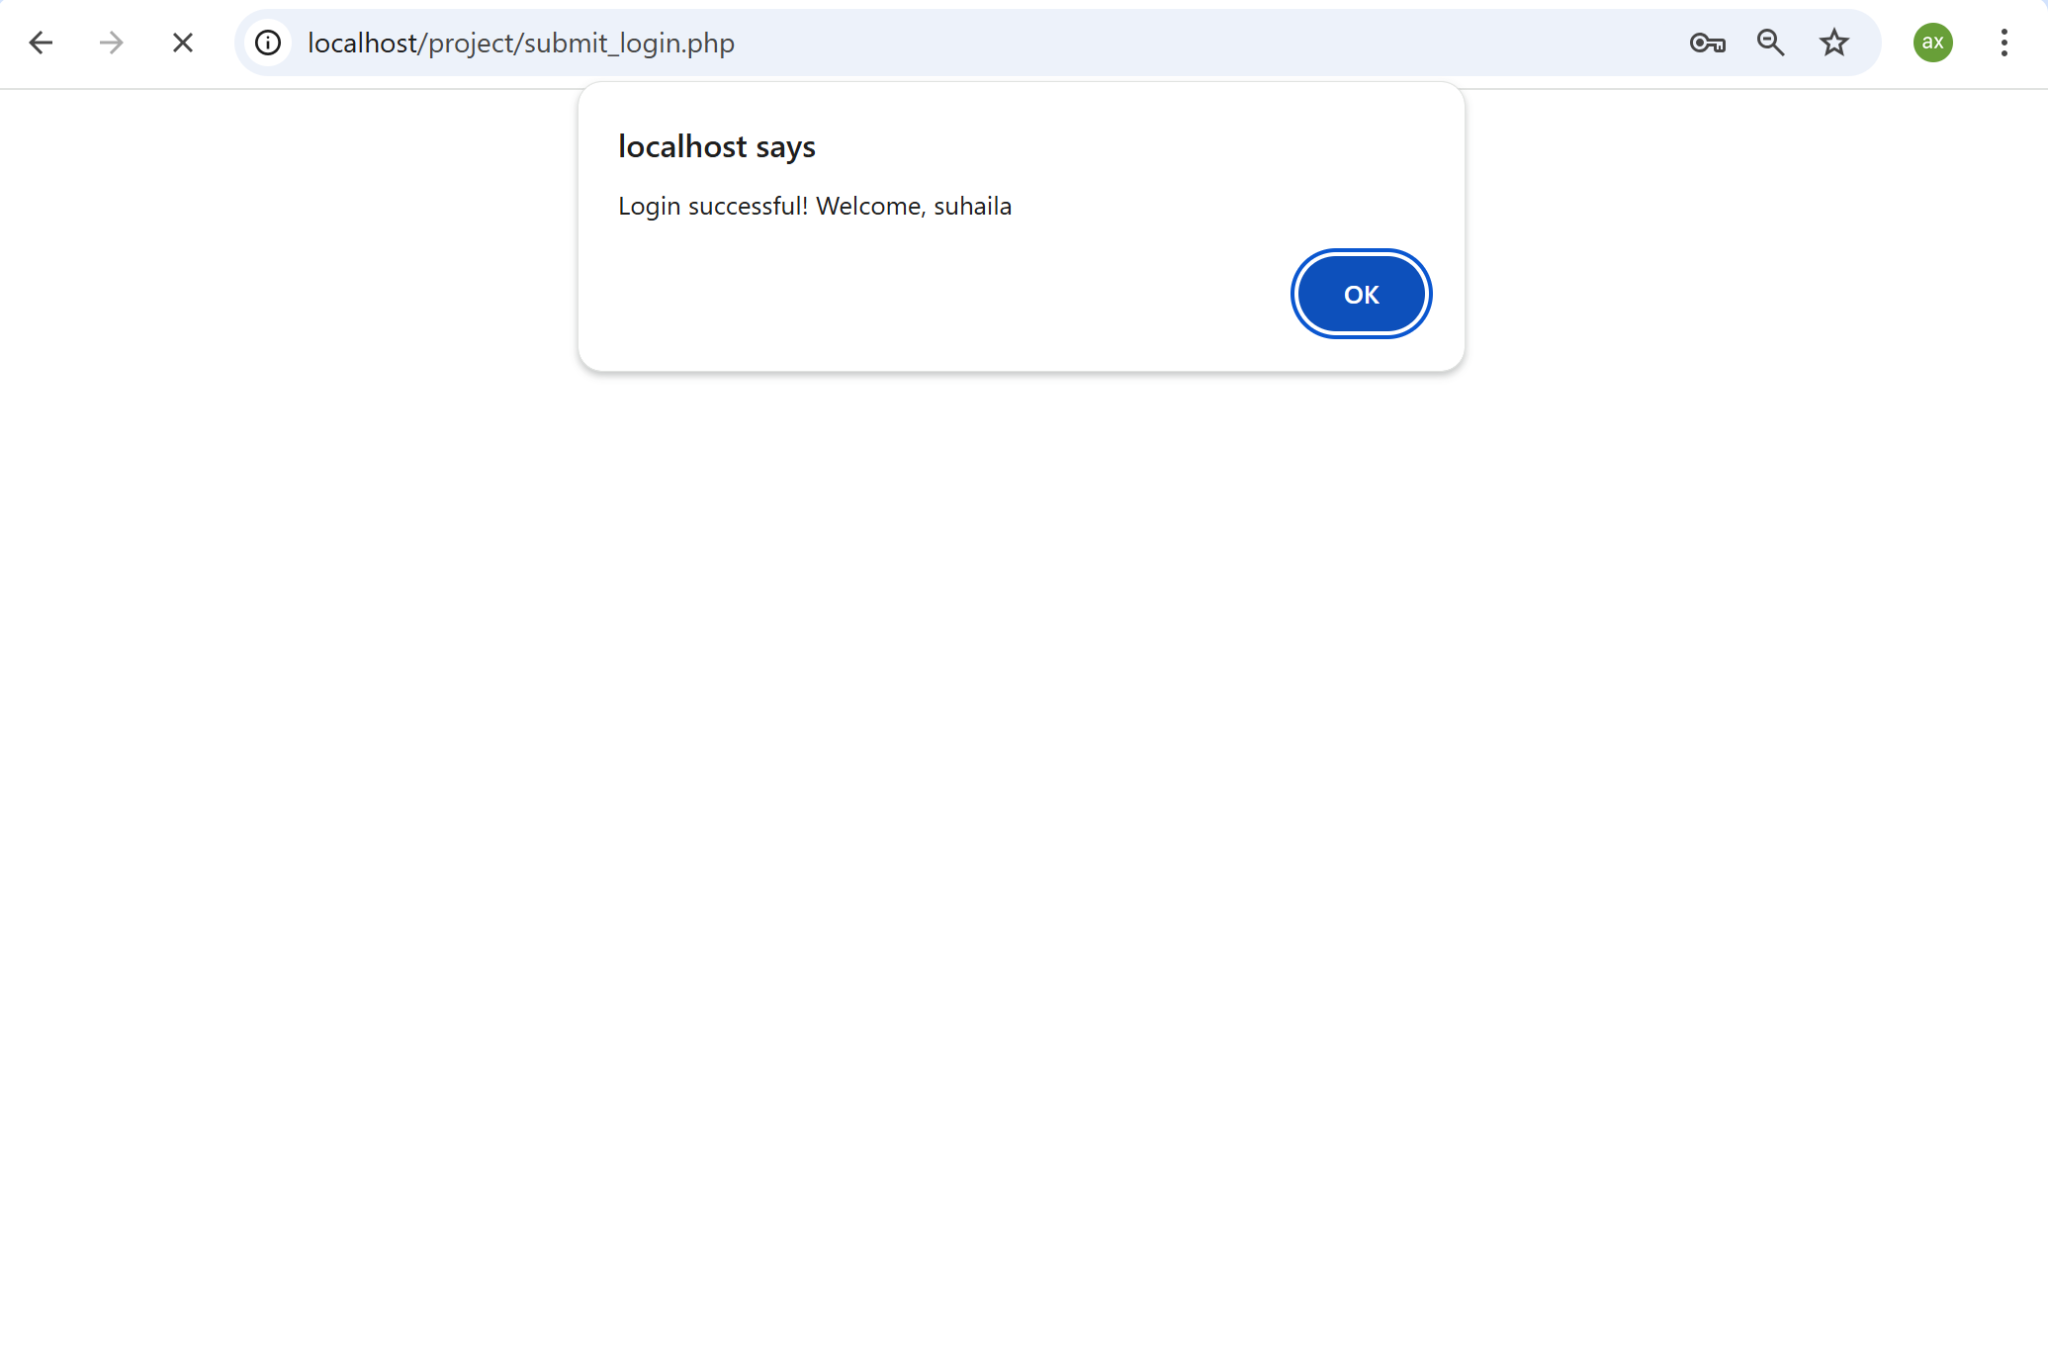 localhost/project/submit_login.php
ax
localhost says
Login successful! Welcome, suhaila
OK